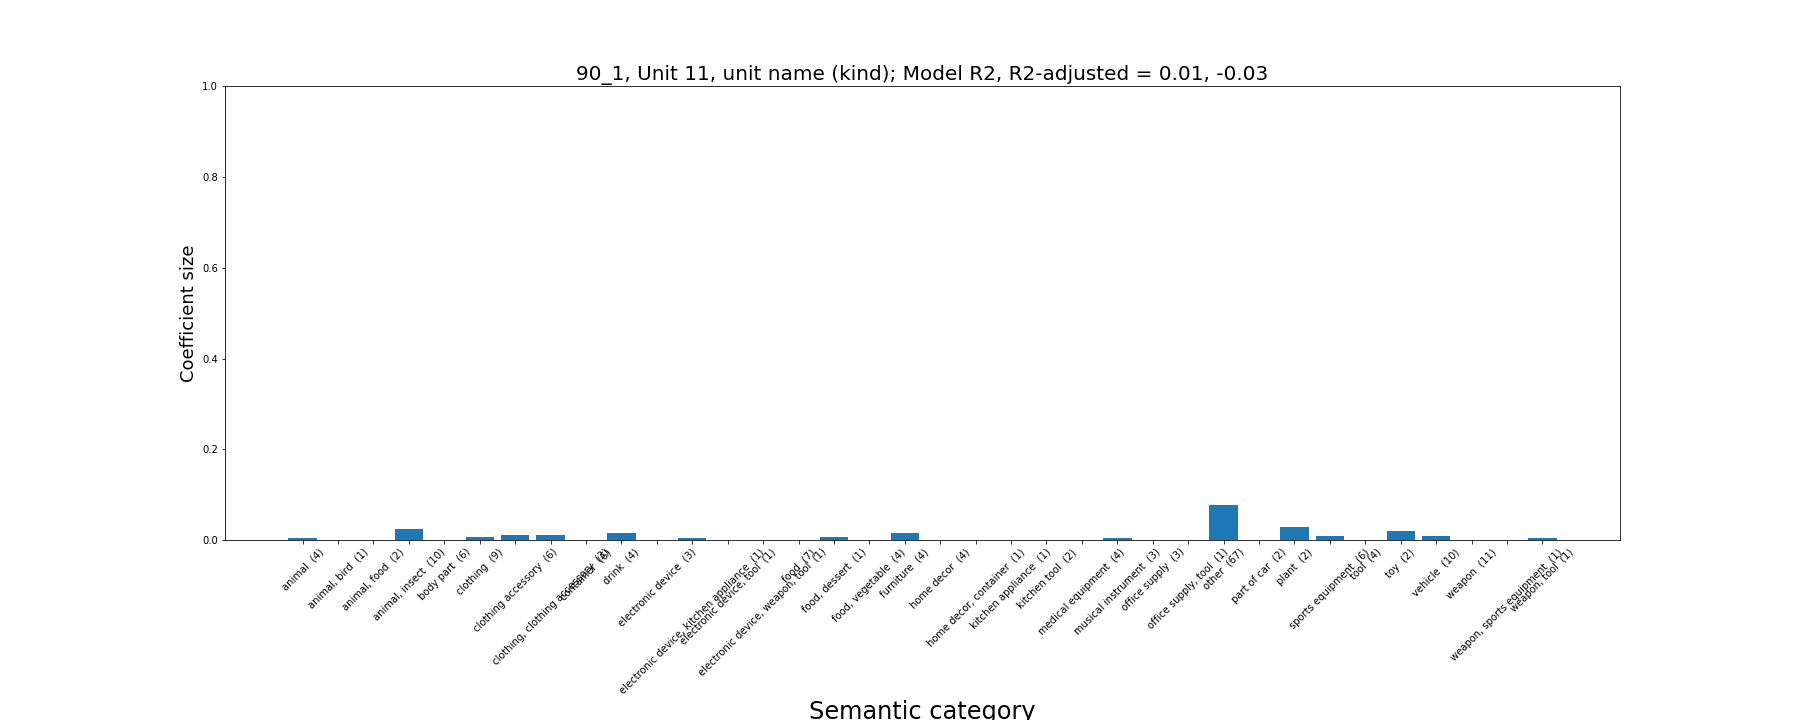 90_1, Unit 11, unit name (kind); Model R2, R2-adjusted = 0.01, -0.03
Coefficient size
1.0
0.8
0.6
0.4
0.2
0.0
animal (4)
animal, bird (1)
animal, food (2)
animal, insect (10)
body part (6)
clothing (9)
clothing accessory (6)
clothing, clothing accessory
container (6)
drink (4)
electronic device (3)
electronic device, kitchen appliance (1)
electronic device, tool (1)
electronic device, weapon, tool (1)
food (7)
food, dessert (1)
food, vegetable (4)
furniture (4)
home decor (4)
home decor, container (1)
kitchen appliance (1)
kitchen tool (2)
medical equipment (4)
musical instrument (3)
office supply (3)
office supply, tool (1)
other (67)
part of car (2)
plant (2)
sports equipment (6)
tool (4)
toy (2)
vehicle (10)
weapon (11)
weapon, sports equipment (1)
weapon, tool (1)
Semantic category